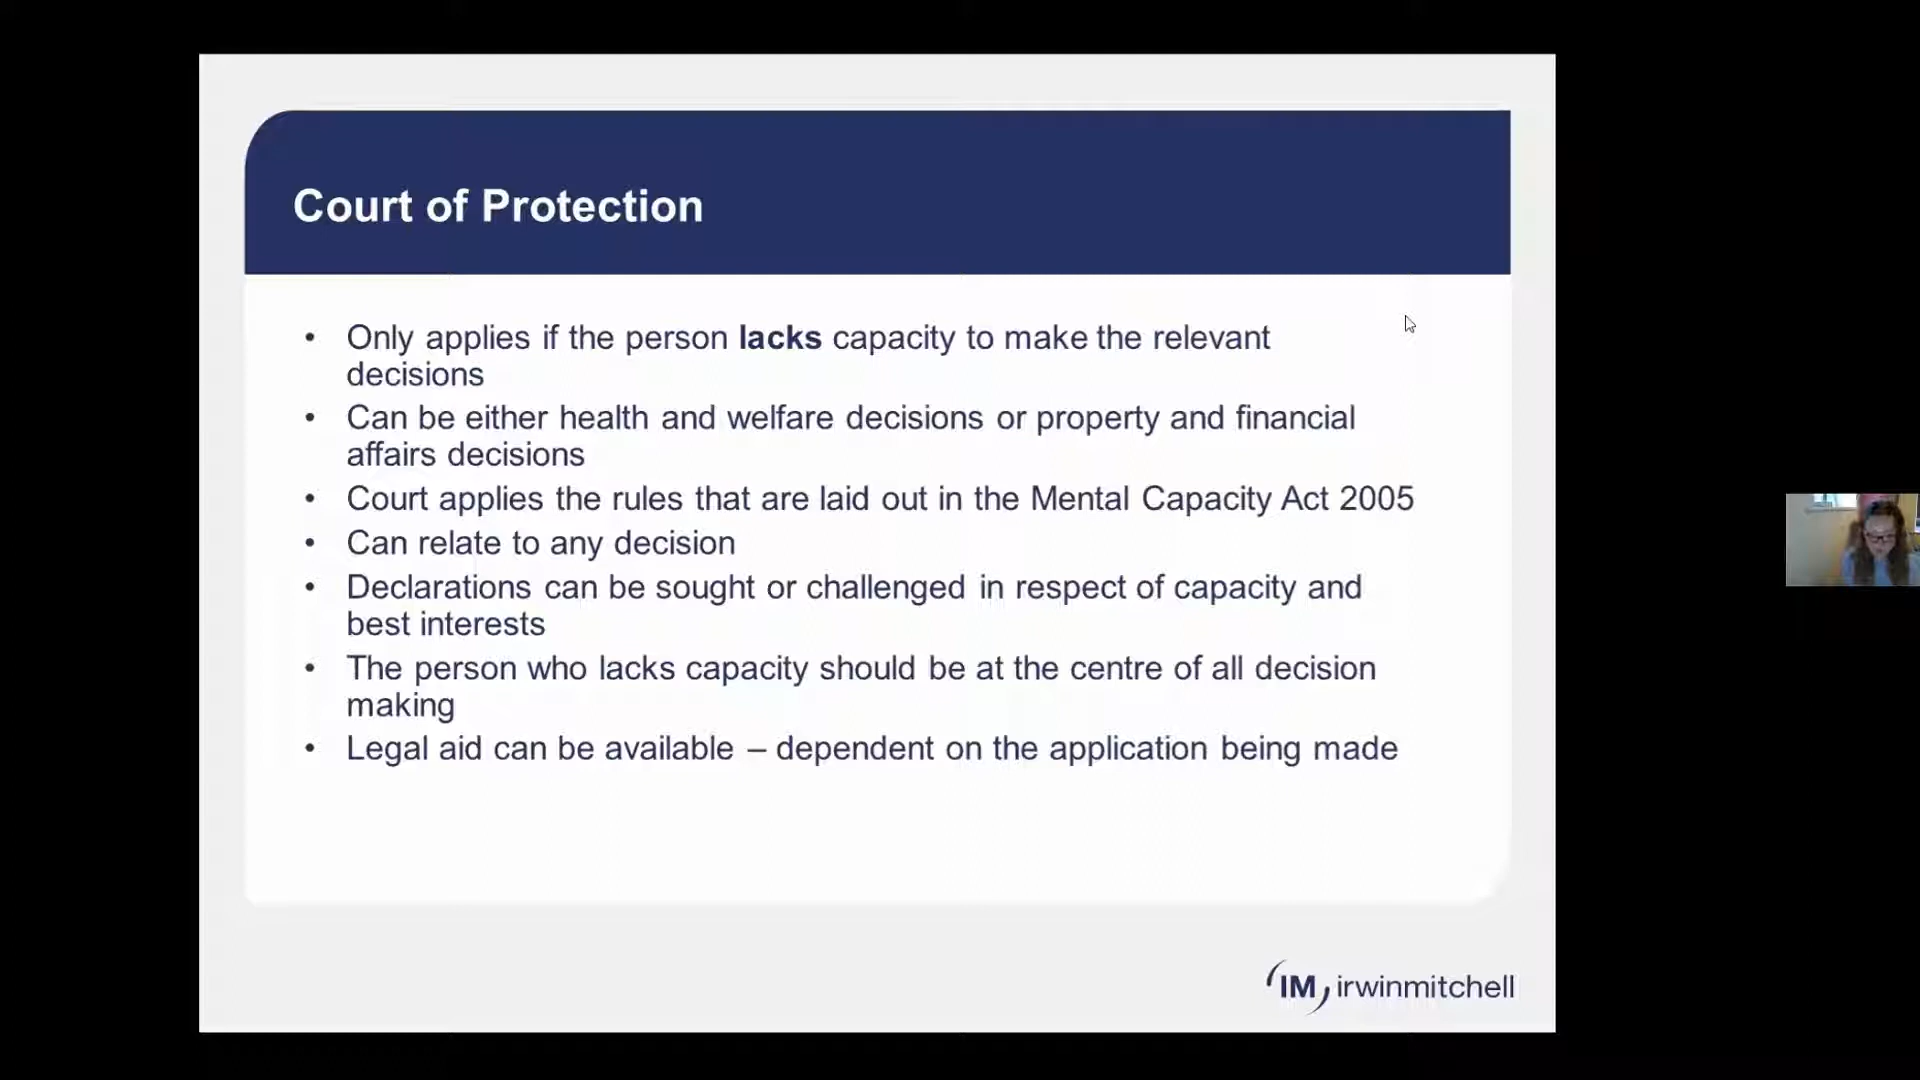 Court of Protection
• Only applies if the person lacks capacity to make the relevant
decisions
• Can be either health and welfare decisions or property and financial
affairs decisions
• Court applies the rules that are laid out in the Mental Capacity Act 2005
• Can relate to any decision
• Declarations can be sought or challenged in respect of capacity and
best interests
• The person who lacks capacity should be at the centre of all decision
making
• Legal aid can be available – dependent on the application being made
IM irwinmitchell